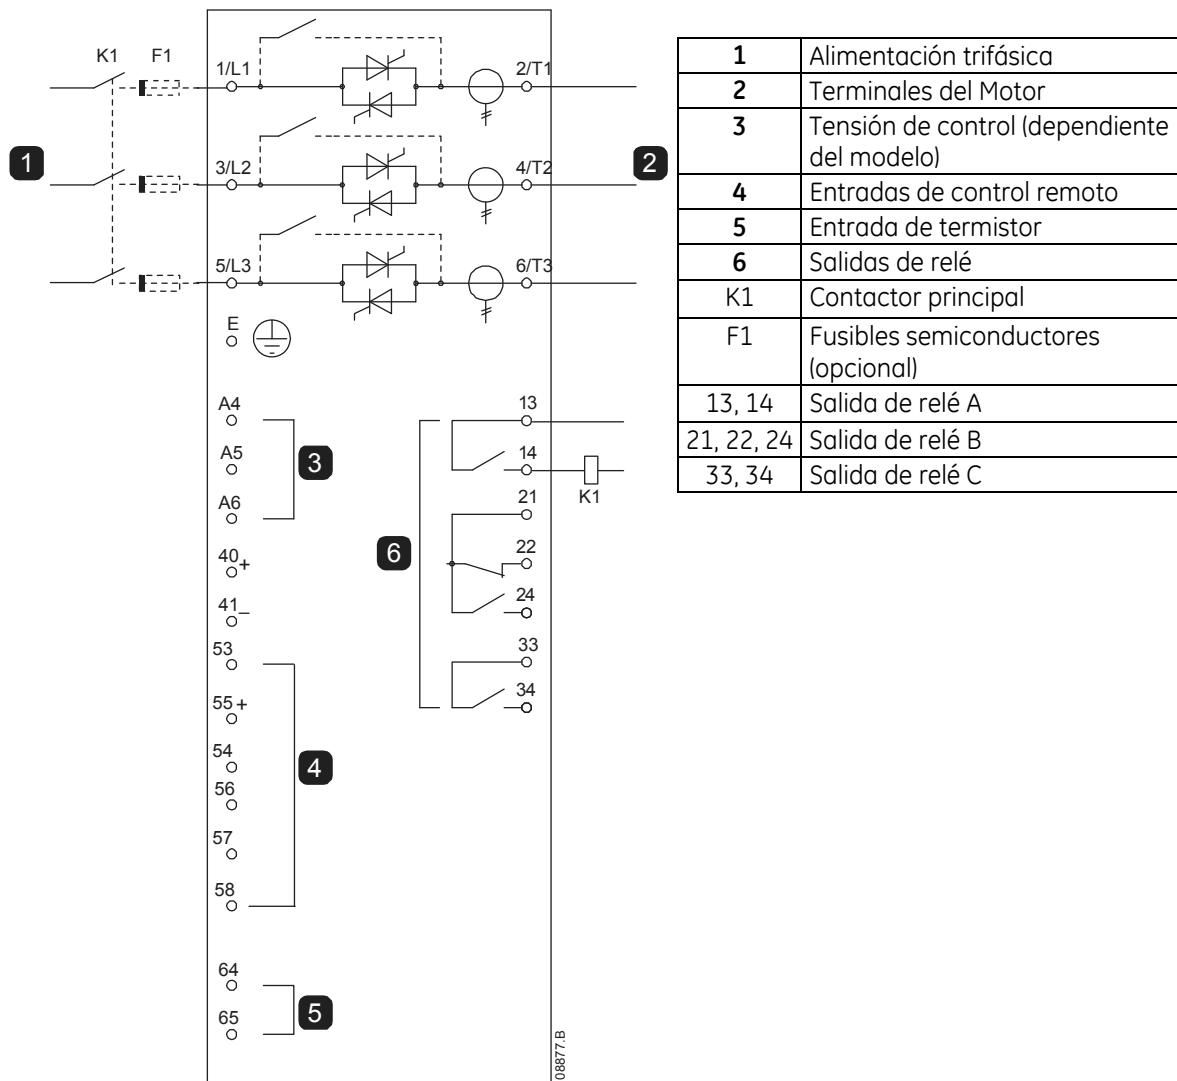 K1 F1
1/L1 2/T1
3/L2 4/T2
1 2
5/L3 6/T3
E
A4 13
A5 3 14
A6 21 K1
40 + 6 22
41 – 24
53 33
55 + 34
54 4
56
57
58
64
65 5
08877.B
1 Alimentación trifásica
2 Terminales del Motor
3 Tensión de control (dependiente
del modelo)
4 Entradas de control remoto
5 Entrada de termistor
6 Salidas de relé
K1 Contactor principal
F1 Fusibles semiconductores
(opcional)
13, 14 Salida de relé A
21, 22, 24 Salida de relé B
33, 34 Salida de relé C